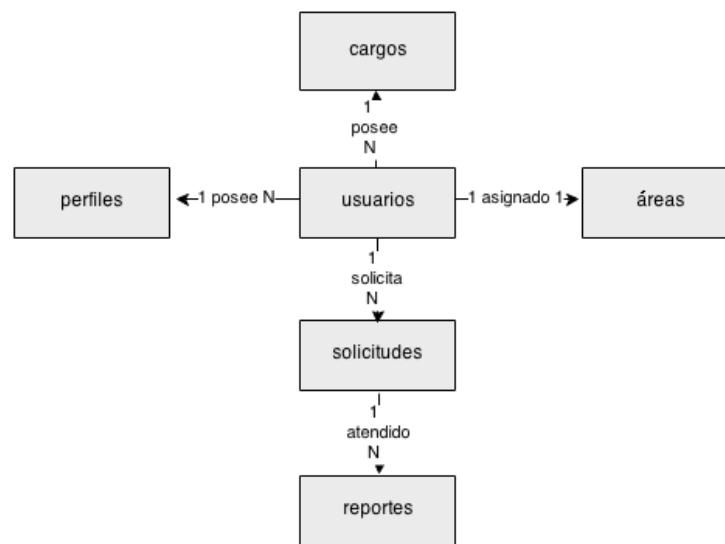 cargos
1
posee
N
perfiles
1 posee N
usuarios
1 asignado 1
áreas
1
solicita
N
solicitudes
1
atendido
N
reportes